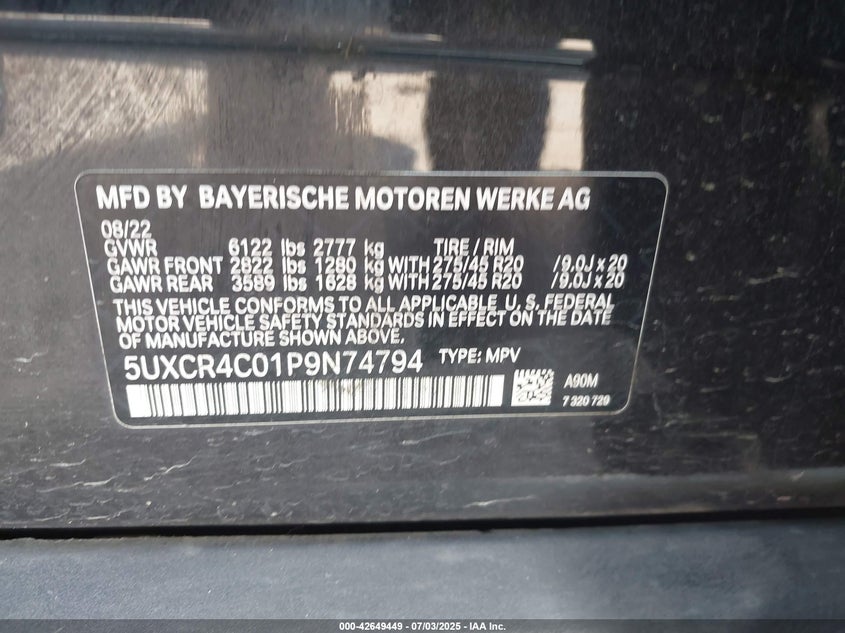 MFD BY BAYERISCHE MOTOREN WERKE AG
08/22
GVWR 6122 lbs 2777 kg TIRE / RIM
GAWR FRONT 2822 lbs 1280 kg WITH 275/45 R20 /9.0J x 20
GAWR REAR 3589 lbs 1628 kg WITH 275/45 R20 /9.0J x 20
THIS VEHICLE CONFORMS TO ALL APPLICABLE U. S. FEDERAL
MOTOR VEHICLE SAFETY STANDARDS IN EFFECT ON THE DATE
OF MANUFACTURE SHOWN ABOVE.
5UXCR4C01P9N74794 TYPE: MPV
A90M
7 320 729
000-42649449 - 07/03/2025 - IAA Inc.